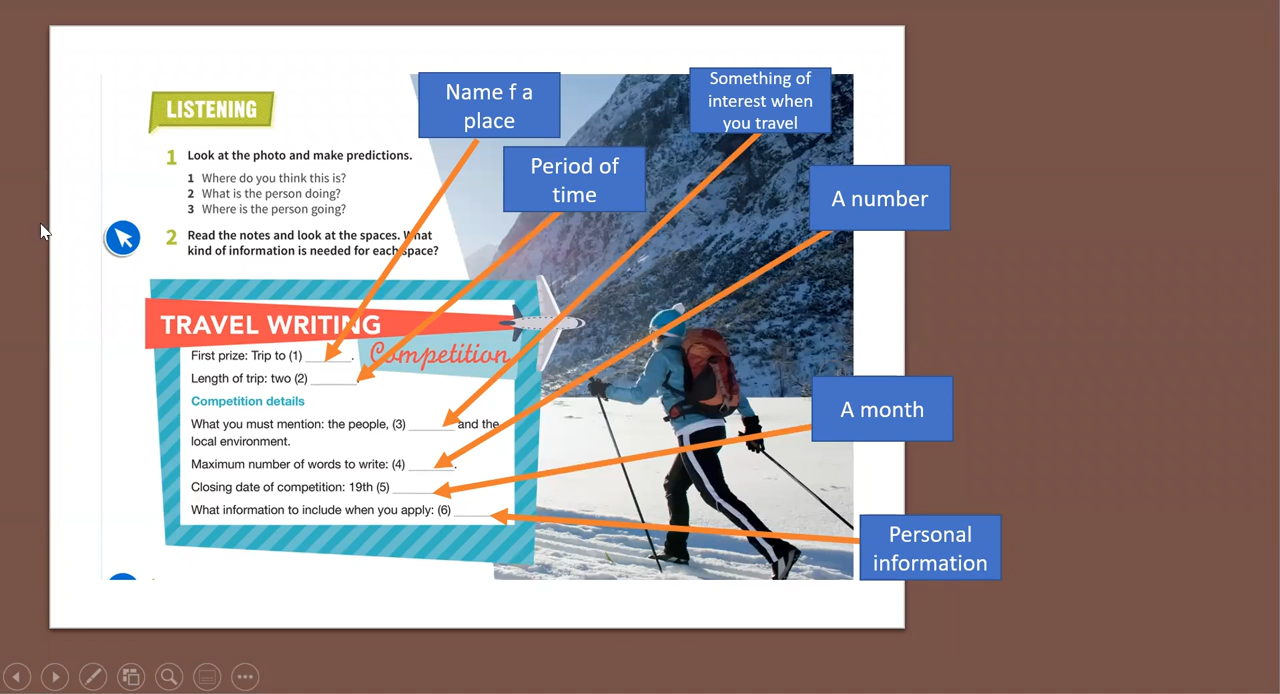 LISTENING
1 Look at the photo and make predictions.
1 Where do you think this is?
2 What is the person doing?
3 Where is the person going?
2 Read the notes and look at the spaces. What
kind of information is needed for each space?
TRAVEL WRITING
Competition
First prize: Trip to (1) ______.
Length of trip: two (2) ______.
Competition details
What you must mention: the people, (3) ______ and the
local environment.
Maximum number of words to write: (4) ______.
Closing date of competition: 19th (5) ______
What information to include when you apply: (6) ______
Name f a
place
Period of
time
Something of
interest when
you travel
A number
A month
Personal
information